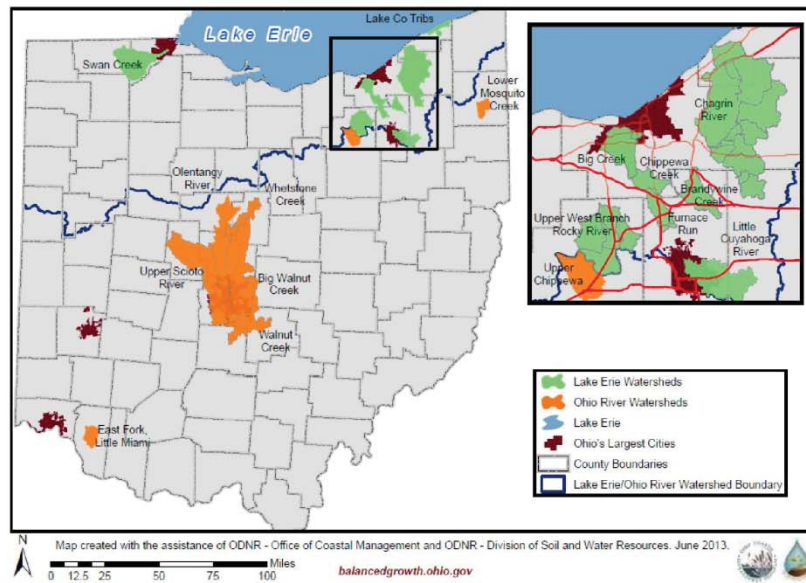 Lake Co Tribs
Lake Erie
Swan Creek
Lower
Mosquito
Creek
Olentangy
River
Whetstone
Creek
Upper Scioto
River
Big Walnut
Creek
Walnut
Creek
East Fork,
Little Miami
Chagrin
River
Big Creek
Chippewa
Creek
Brandywine
Creek
Upper West Branch
Rocky River
Furnace
Run
Little
Cuyahoga
River
Upper
Chippewa
Lake Erie Watersheds
Ohio River Watersheds
Lake Erie
Ohio's Largest Cities
County Boundaries
Lake Erie/Ohio River Watershed Boundary
N
Map created with the assistance of ODNR - Office of Coastal Management and ODNR - Division of Soil and Water Resources. June 2013.
Miles
0 12.5 25 50 75 100
balancedgrowth.ohio.gov